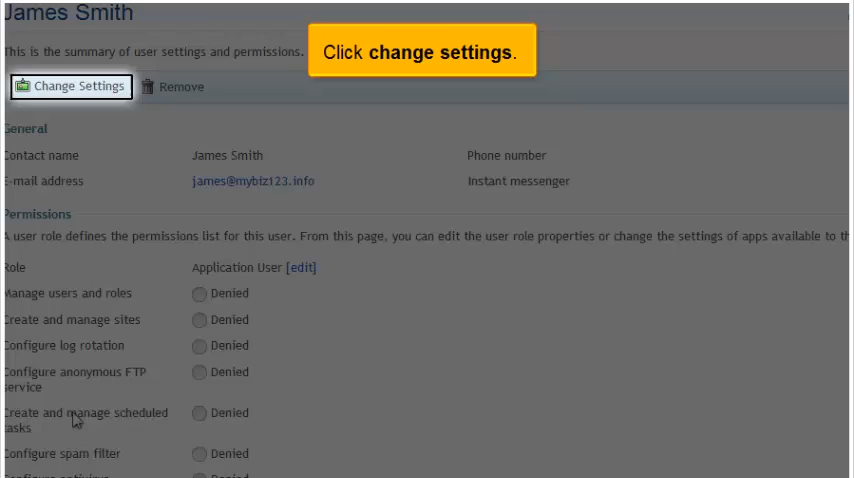 James Smith
This is the summary of user settings and permissions.
Click change settings.
Change Settings Remove
General
Contact name James Smith Phone number
E-mail address james@mybiz123.info Instant messenger
Permissions
A user role defines the permissions list for this user. From this page, you can edit the user role properties or change the settings of apps available to th
Role Application User [edit]
Manage users and roles Denied
Create and manage sites Denied
Configure log rotation Denied
Configure anonymous FTP Denied
service
Create and manage scheduled Denied
tasks
Configure spam filter Denied
Configure antivirus Denied